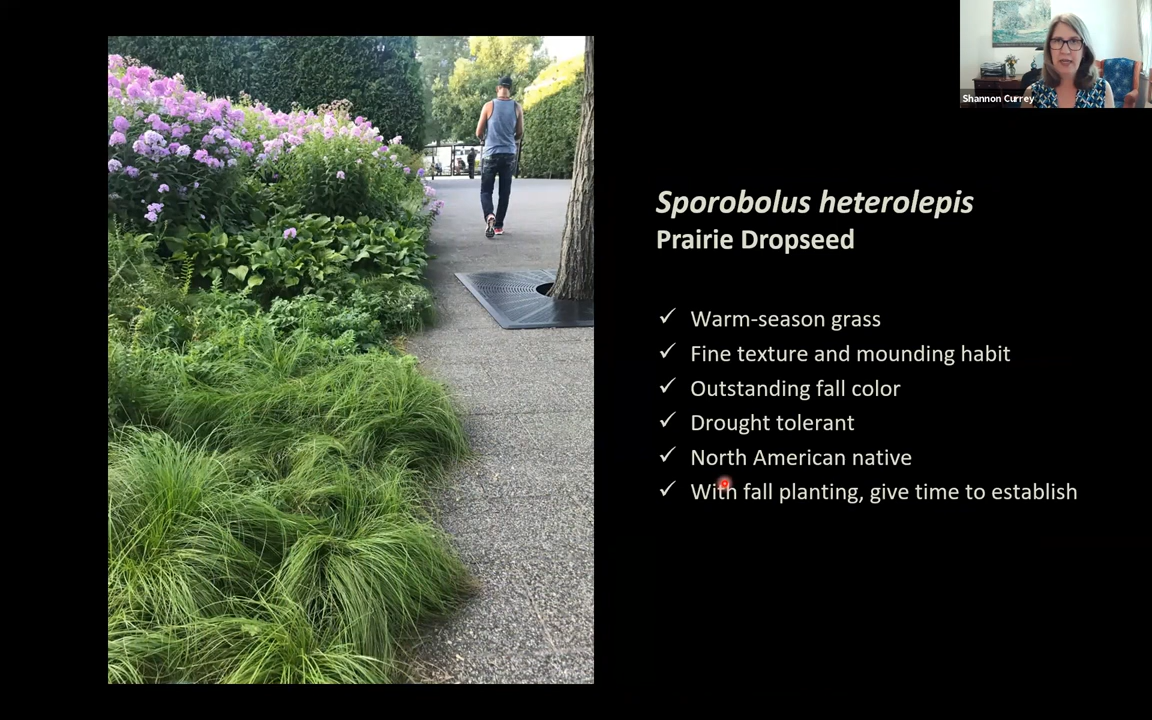 Shannon Currey
Sporobolus heterolepis
Prairie Dropseed
✓ Warm-season grass
✓ Fine texture and mounding habit
✓ Outstanding fall color
✓ Drought tolerant
✓ North American native
✓ With fall planting, give time to establish